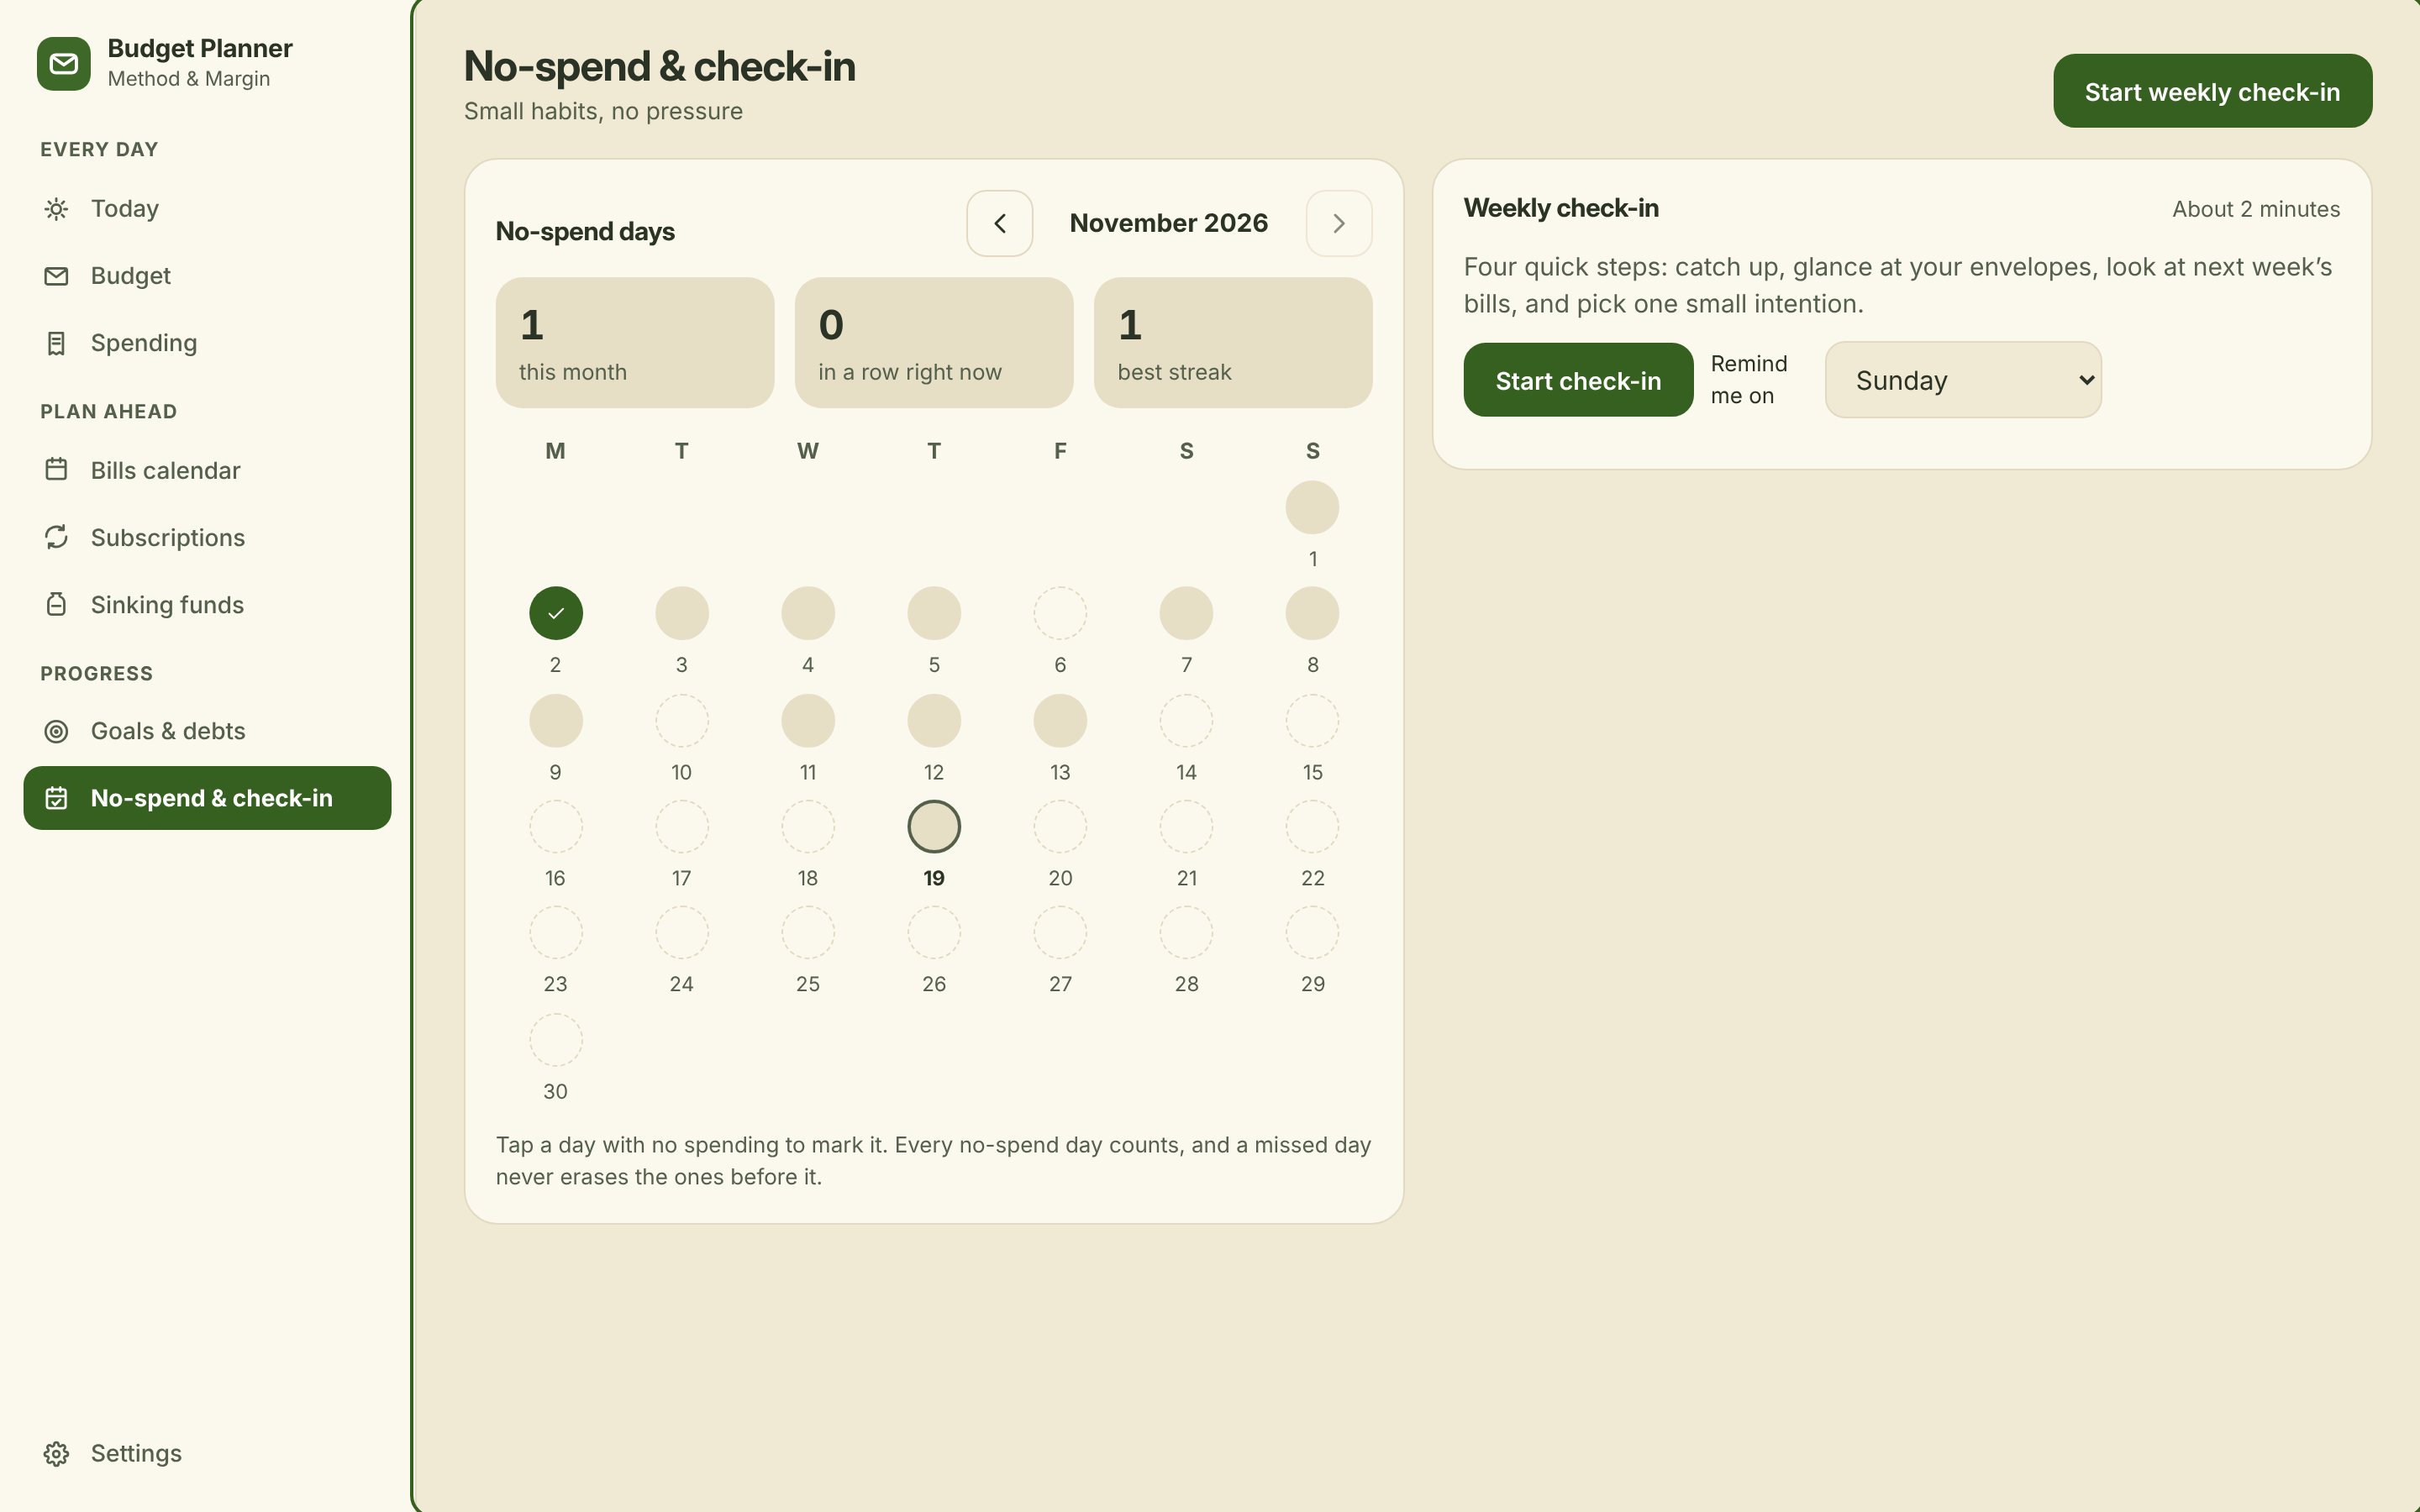 Budget Planner
Method & Margin
EVERY DAY
Today
Budget
Spending
PLAN AHEAD
Bills calendar
Subscriptions
Sinking funds
PROGRESS
Goals & debts
No-spend & check-in
Settings
No-spend & check-in
Small habits, no pressure
Start weekly check-in
No-spend days
November 2026
1
this month
0
in a row right now
1
best streak
M T W T F S S
1
2 3 4 5 6 7 8
9 10 11 12 13 14 15
16 17 18 19 20 21 22
23 24 25 26 27 28 29
30
Tap a day with no spending to mark it. Every no-spend day counts, and a missed day
never erases the ones before it.
Weekly check-in
About 2 minutes
Four quick steps: catch up, glance at your envelopes, look at next week’s
bills, and pick one small intention.
Start check-in
Remind
me on
Sunday